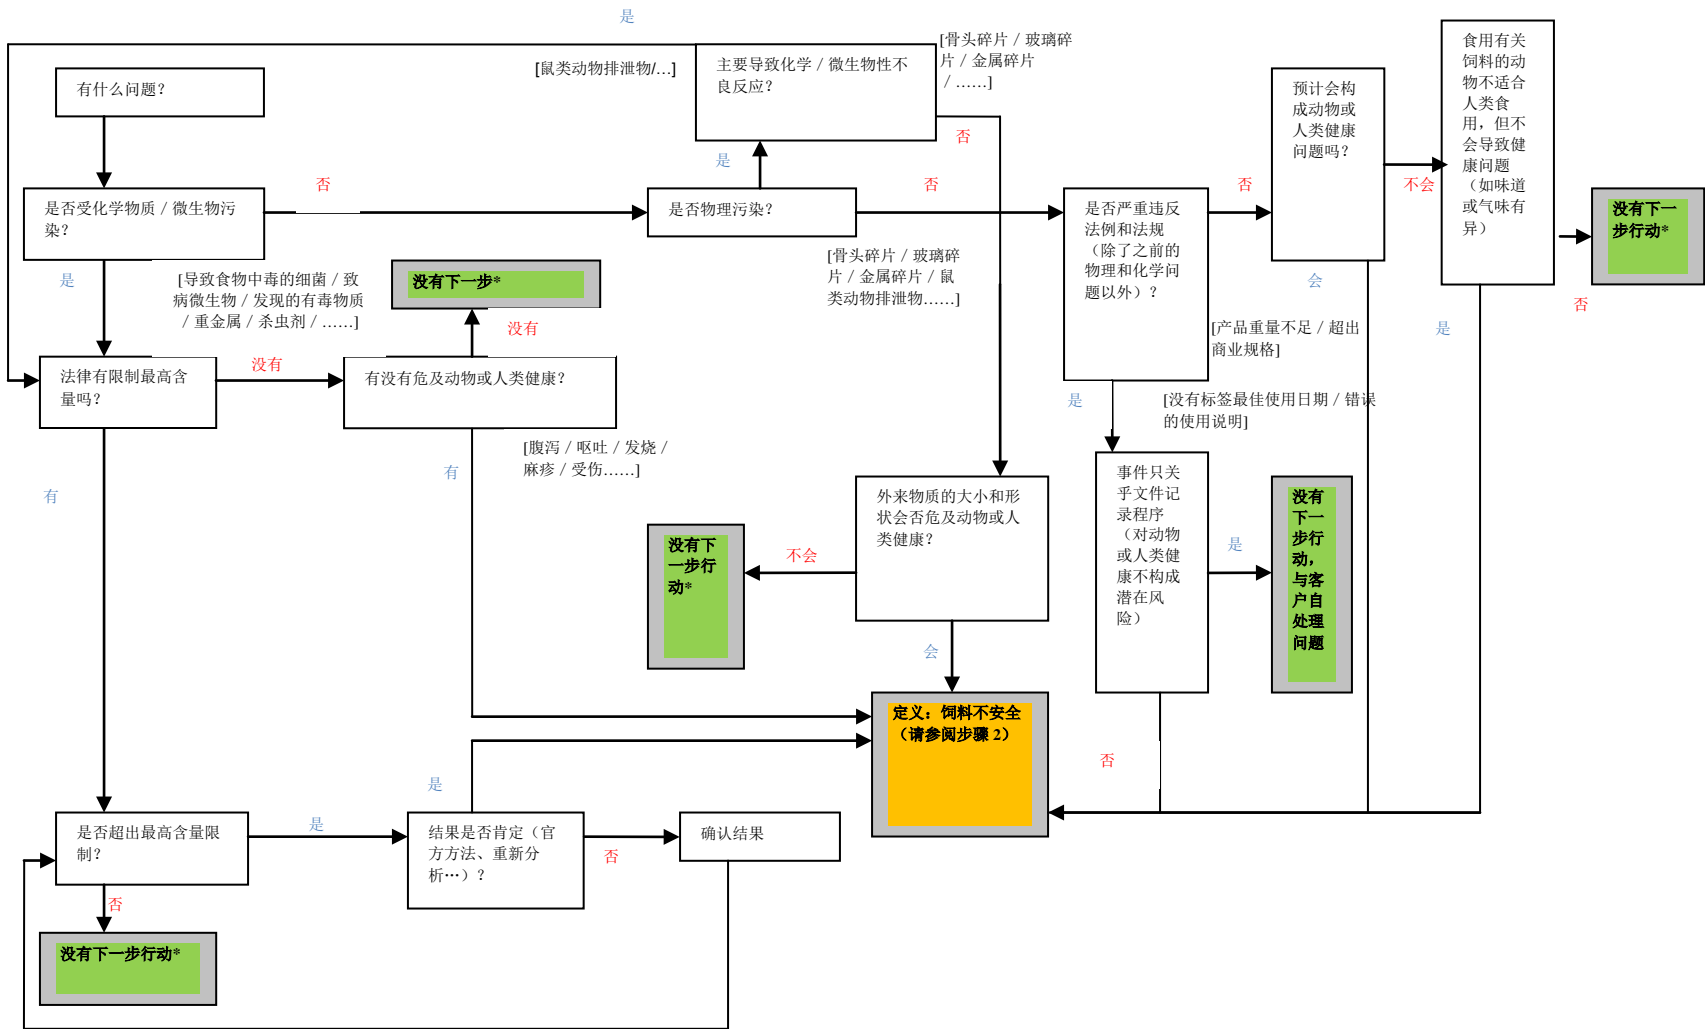 是
有什么问题？
[鼠类动物排泄物/…]
主要导致化学 / 微生物性不
良反应？
[骨头碎片 / 玻璃碎
片 / 金属碎片
/ ……]
否
预计会构
成动物或
人类健康
问题吗？
不会
食用有关
饲料的动
物不适合
人类食
用，但不
会导致健
康问题
（如味道
或气味有
异）
没有下一
步行动*
否
是
是否受化学物质 / 微生物污
染？
否
是
是否物理污染？
否
是否严重违反
法例和法规
（除了之前的
物理和化学问
题以外）？
否
会
是
[导致食物中毒的细菌 / 致
病微生物 / 发现的有毒物质
/ 重金属 / 杀虫剂 / ……]
没有下一步*
没有
[骨头碎片 / 玻璃碎
片 / 金属碎片 / 鼠
类动物排泄物……]
[产品重量不足 / 超出
商业规格]
法律有限制最高含
量吗？
没有
有没有危及动物或人类健康？
是
[没有标签最佳使用日期 / 错误
的使用说明]
有
有
[腹泻 / 呕吐 / 发烧 /
麻疹 / 受伤……]
外来物质的大小和形
状会否危及动物或人
类健康？
不会
没有下
一步行
动*
会
事件只关
乎文件记
录程序
（对动物
或人类健
康不构成
潜在风
险）
是
没有
下一
步行
动，
与客
户自
处理
问题
定义：饲料不安全
（请参阅步骤 2）
否
是
是否超出最高含量限
制？
是
结果是否肯定（官
方方法、重新分
析…）？
否
确认结果
否
没有下一步行动*